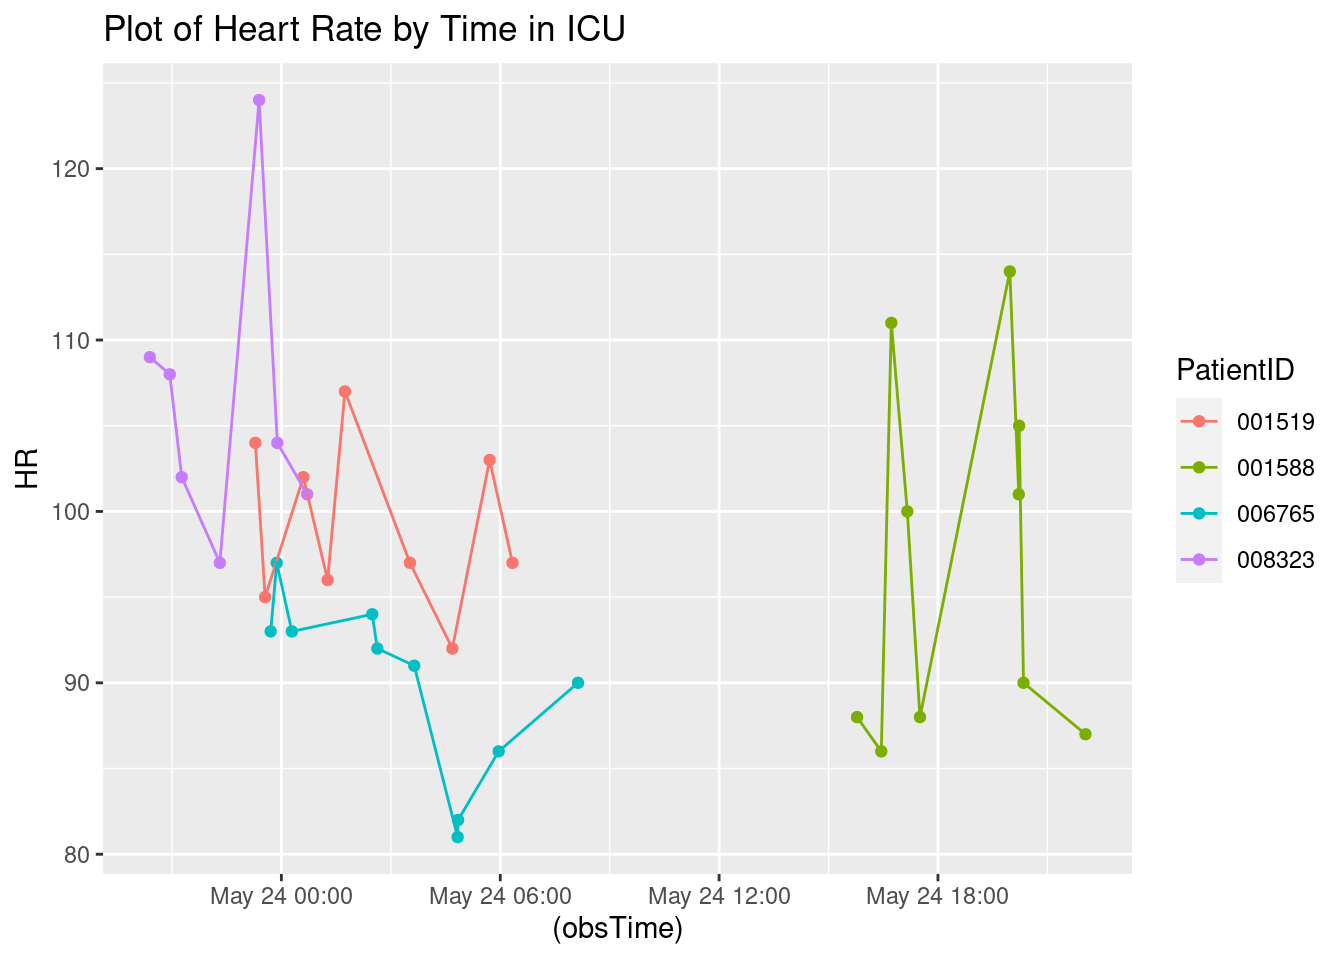 Plot of Heart Rate by Time in ICU
120
110
100
90
80
HR
May 24 00:00
May 24 06:00
May 24 12:00
May 24 18:00
(obsTime)
PatientID
001519
001588
006765
008323